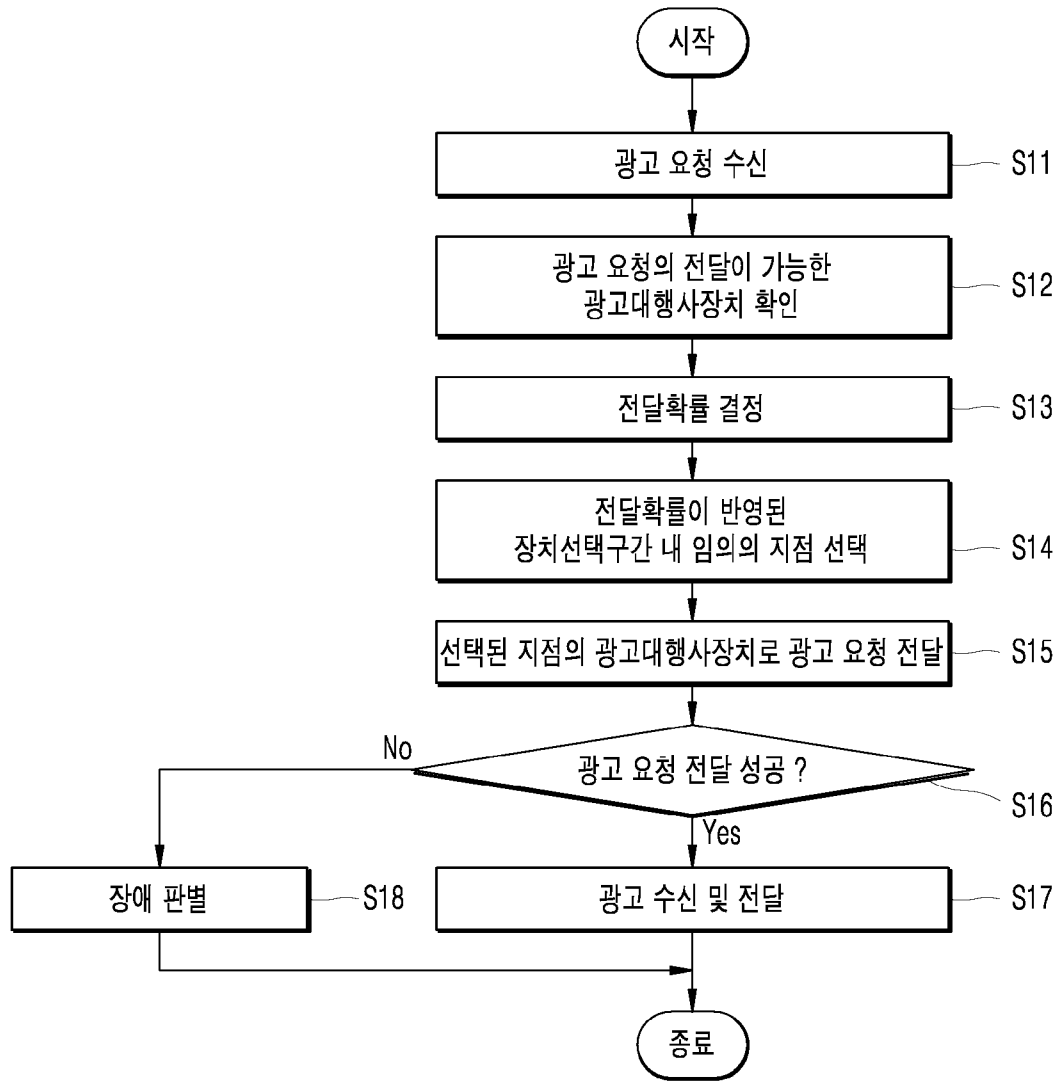 시작
광고 요청 수신
S11
광고 요청의 전달이 가능한
광고대행사장치 확인
S12
전달확률 결정
S13
전달확률이 반영된
장치선택구간 내 임의의 지점 선택
S14
선택된 지점의 광고대행사장치로 광고 요청 전달
S15
광고 요청 전달 성공 ?
S16
No
Yes
장애 판별
S18
광고 수신 및 전달
S17
종료